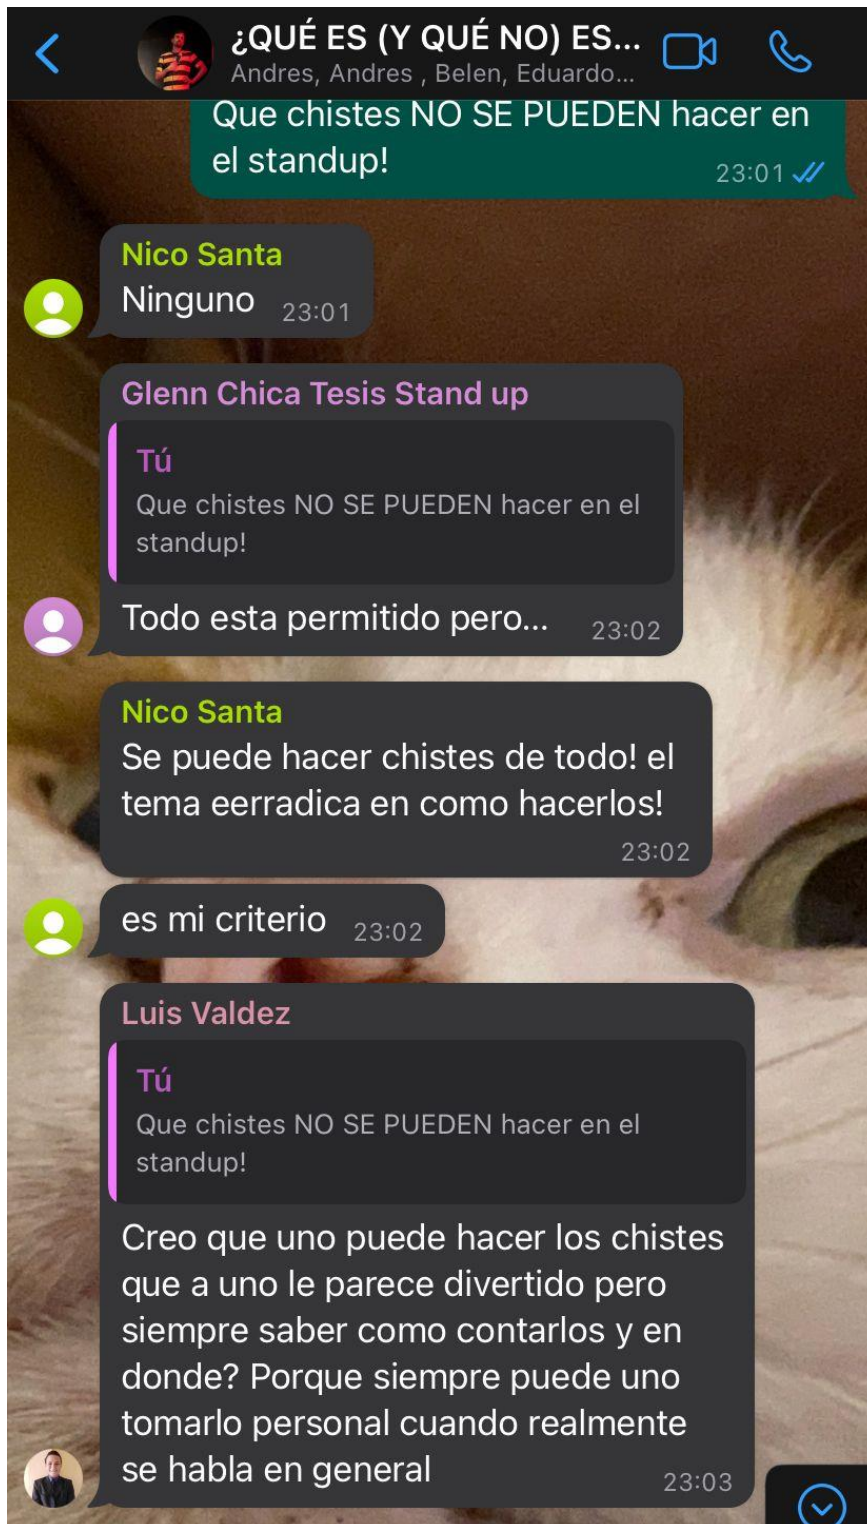 ¿QUÉ ES (Y QUÉ NO) ES...
Andres, Andres , Belen, Eduardo...
Que chistes NO SE PUEDEN hacer en
el standup!
23:01
Nico Santa
Ninguno 23:01
Glenn Chica Tesis Stand up
Tú
Que chistes NO SE PUEDEN hacer en el
standup!
Todo esta permitido pero... 23:02
Nico Santa
Se puede hacer chistes de todo! el
tema eerradica en como hacerlos!
23:02
es mi criterio 23:02
Luis Valdez
Tú
Que chistes NO SE PUEDEN hacer en el
standup!
Creo que uno puede hacer los chistes
que a uno le parece divertido pero
siempre saber como contarlos y en
donde? Porque siempre puede uno
tomarlo personal cuando realmente
se habla en general 23:03